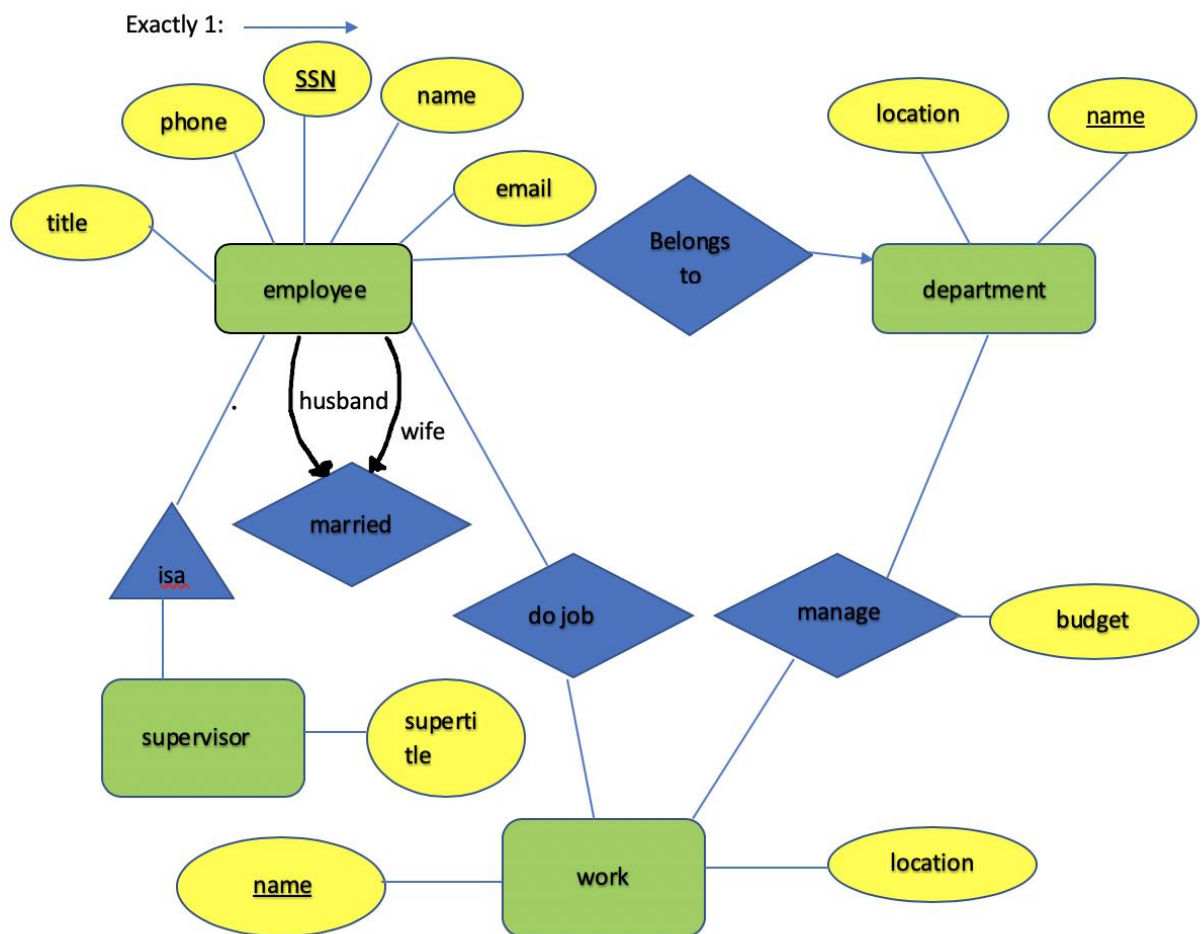 Exactly 1:
SSN
name
phone
email
title
location
name
Belongs
to
employee
department
husband
wife
married
isa
do job
manage
budget
supervisor
superti
tle
name
work
location